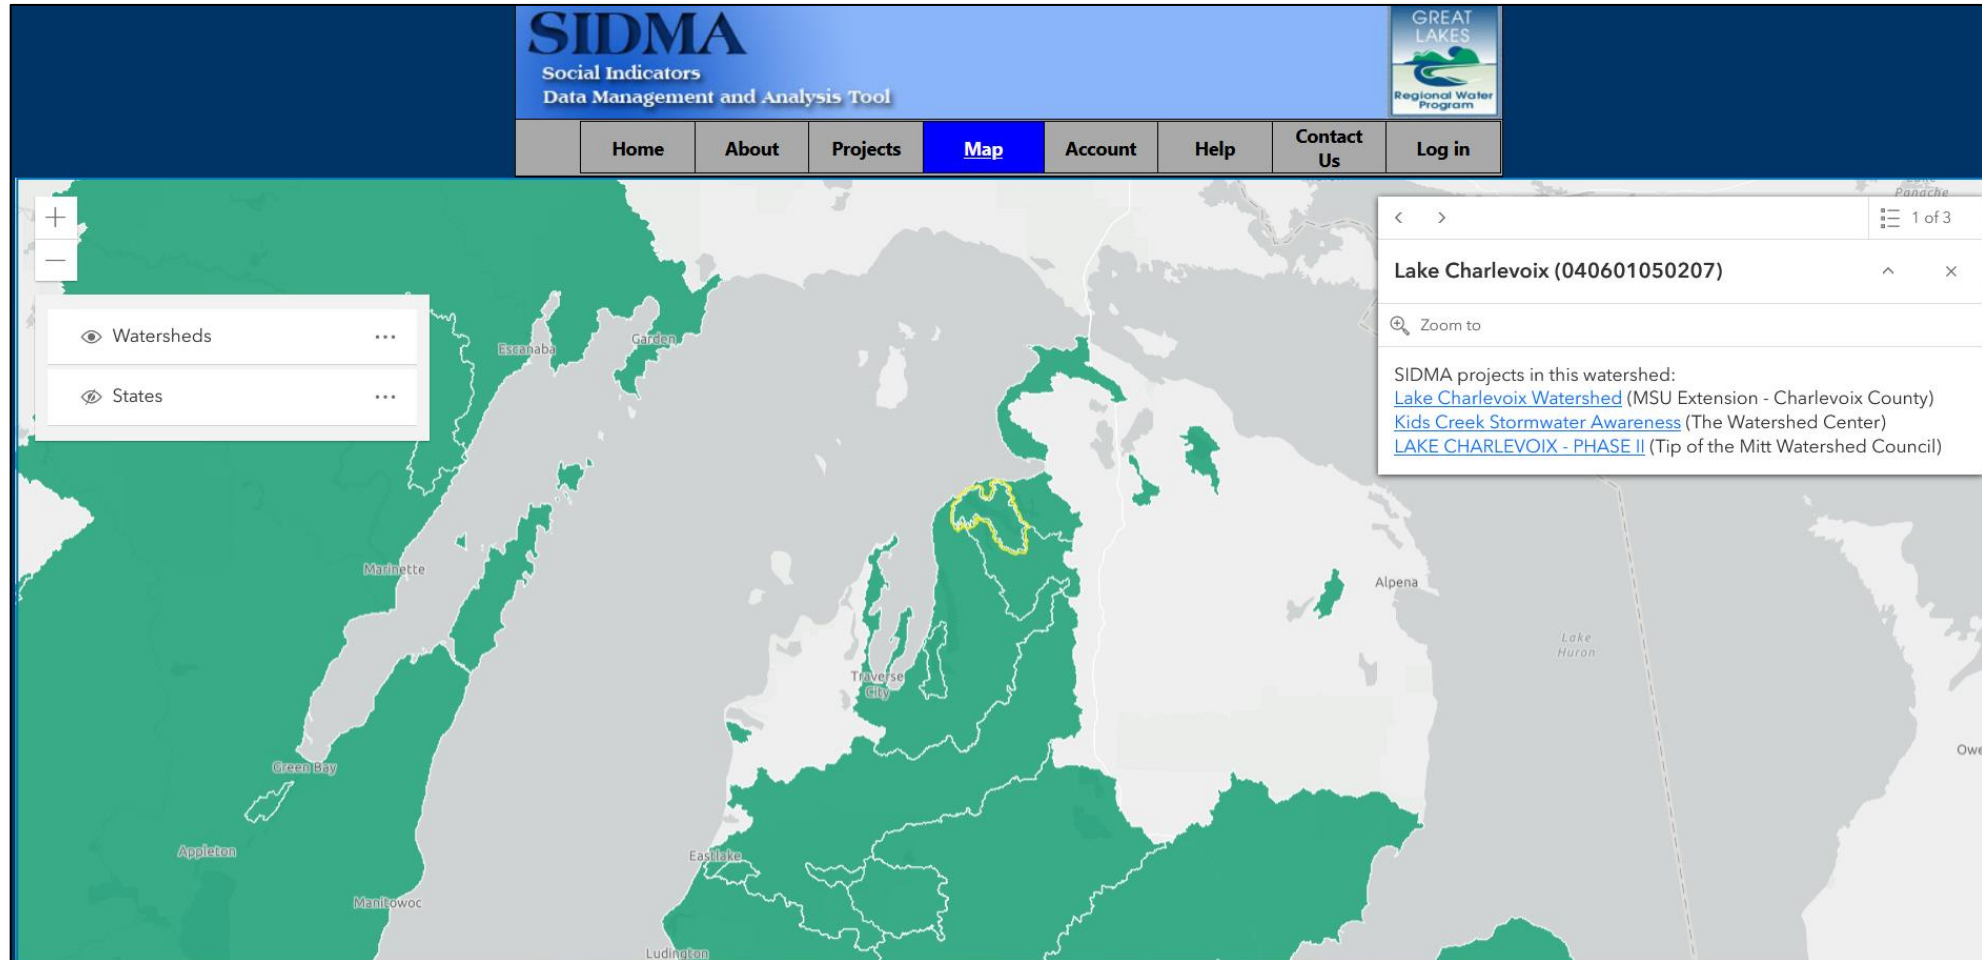 SIDMA
Social Indicators
Data Management and Analysis Tool
GREAT
LAKES
Regional Water
Program
Home
About
Projects
Map
Account
Help
Contact
Us
Log in
Panache
1 of 3
Lake Charlevoix (040601050207)
Zoom to
SIDMA projects in this watershed:
Lake Charlevoix Watershed (MSU Extension - Charlevoix County)
Kids Creek Stormwater Awareness (The Watershed Center)
LAKE CHARLEVOIX - PHASE II (Tip of the Mitt Watershed Council)
Watersheds
States
Escanaba
Garden
Marinette
Alpena
Lake
Huron
Traverse
City
Green Bay
Owe
Appleton
Eastlake
Manitowoc
Ludington